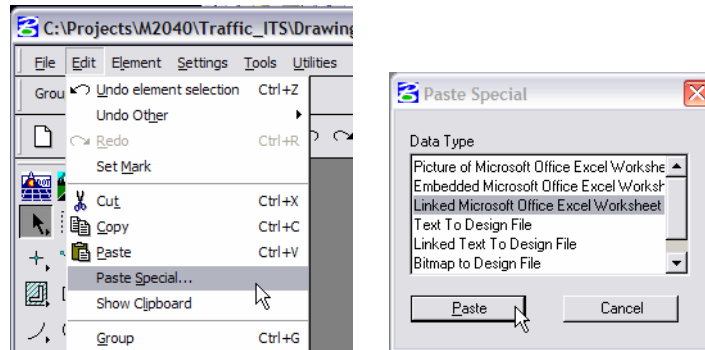 C:\Projects\M2040\Traffic_ITS\Drawing
File Edit Element Settings Tools Utilities
Undo element selection Ctrl+Z
Undo Other
Redo Ctrl+R
Set Mark
Cut Ctrl+X
Copy Ctrl+C
Paste Ctrl+V
Paste Special...
Show Clipboard
Group Ctrl+G
Paste Special
Data Type
Picture of Microsoft Office Excel Workshe
Embedded Microsoft Office Excel Worksh
Linked Microsoft Office Excel Worksheet
Text To Design File
Linked Text To Design File
Bitmap to Design File
Paste Cancel